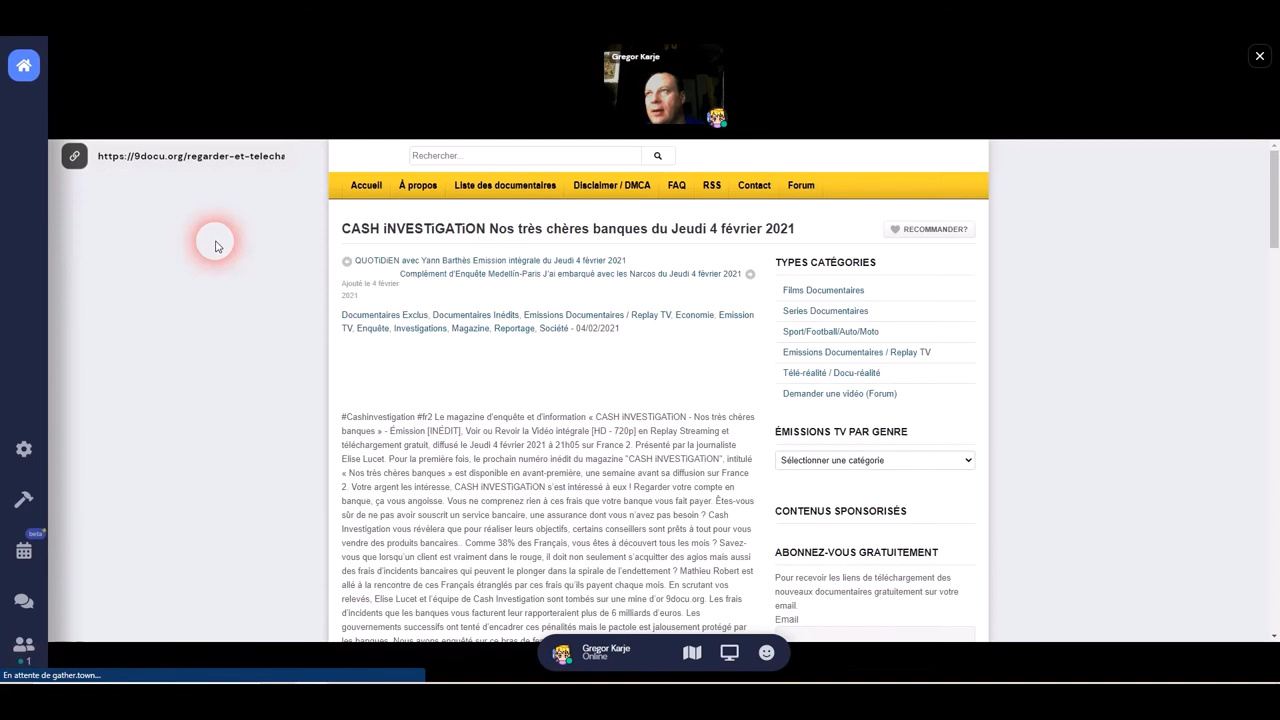 Gregor Karje
https://9docu.org/regarder-et-telecha
Rechercher...
Accueil À propos Liste des documentaires Disclaimer / DMCA FAQ RSS Contact Forum
CASH iNVESTiGATiON Nos très chères banques du Jeudi 4 février 2021
RECOMMANDER?
QUOTiDiEN avec Yann Barthès Emission intégrale du Jeudi 4 février 2021
Complément d'Enquête Medellín-Paris J'ai embarqué avec les Narcos du Jeudi 4 février 2021
Ajouté le 4 février
2021
Documentaires Exclus, Documentaires Inédits, Emissions Documentaires / Replay TV, Economie, Emission
TV, Enquête, Investigations, Magazine, Reportage, Société - 04/02/2021
#Cashinvestigation #fr2 Le magazine d'enquête et d'information « CASH iNVESTiGATiON - Nos très chères
banques » - Émission [INÉDIT], Voir ou Revoir la Vidéo intégrale [HD - 720p] en Replay Streaming et
téléchargement gratuit, diffusé le Jeudi 4 février 2021 à 21h05 sur France 2. Présenté par la journaliste
Elise Lucet. Pour la première fois, le prochain numéro inédit du magazine "CASH iNVESTiGATiON", intitulé
« Nos très chères banques » est disponible en avant-première, une semaine avant sa diffusion sur France
2. Votre argent les intéresse, CASH iNVESTiGATiON s'est intéressé à eux ! Regarder votre compte en
banque, ça vous angoisse. Vous ne comprenez rien à ces frais que votre banque vous fait payer. Êtes-vous
sûr de ne pas avoir souscrit un service bancaire, une assurance dont vous n'avez pas besoin ? Cash
Investigation vous révèlera que pour réaliser leurs objectifs, certains conseillers sont prêts à tout pour vous
vendre des produits bancaires.. Comme 38% des Français, vous êtes à découvert tous les mois ? Savez-
vous que lorsqu'un client est vraiment dans le rouge, il doit non seulement s'acquitter des agios mais aussi
des frais d'incidents bancaires qui peuvent le plonger dans la spirale de l'endettement ? Mathieu Robert est
allé à la rencontre de ces Français étranglés par ces frais qu'ils payent chaque mois. En scrutant vos
relevés, Elise Lucet et l'équipe de Cash Investigation sont tombés sur une mine d'or 9docu.org. Les frais
d'incidents que les banques vous facturent leur rapporteraient plus de 6 milliards d'euros. Les
gouvernements successifs ont tenté d'encadrer ces pénalités mais le pactole est jalousement protégé par
les banques. Nous avons enquêté sur ce bras de
TYPES CATÉGORIES
Films Documentaires
Series Documentaires
Sport/Football/Auto/Moto
Emissions Documentaires / Replay TV
Télé-réalité / Docu-réalité
Demander une vidéo (Forum)
ÉMISSIONS TV PAR GENRE
Sélectionner une catégorie
CONTENUS SPONSORISÉS
ABONNEZ-VOUS GRATUITEMENT
Pour recevoir les liens de téléchargement des
nouveaux documentaires gratuitement sur votre
email.
Email
beta
1
Gregor Karje
Online
En attente de gather.town...